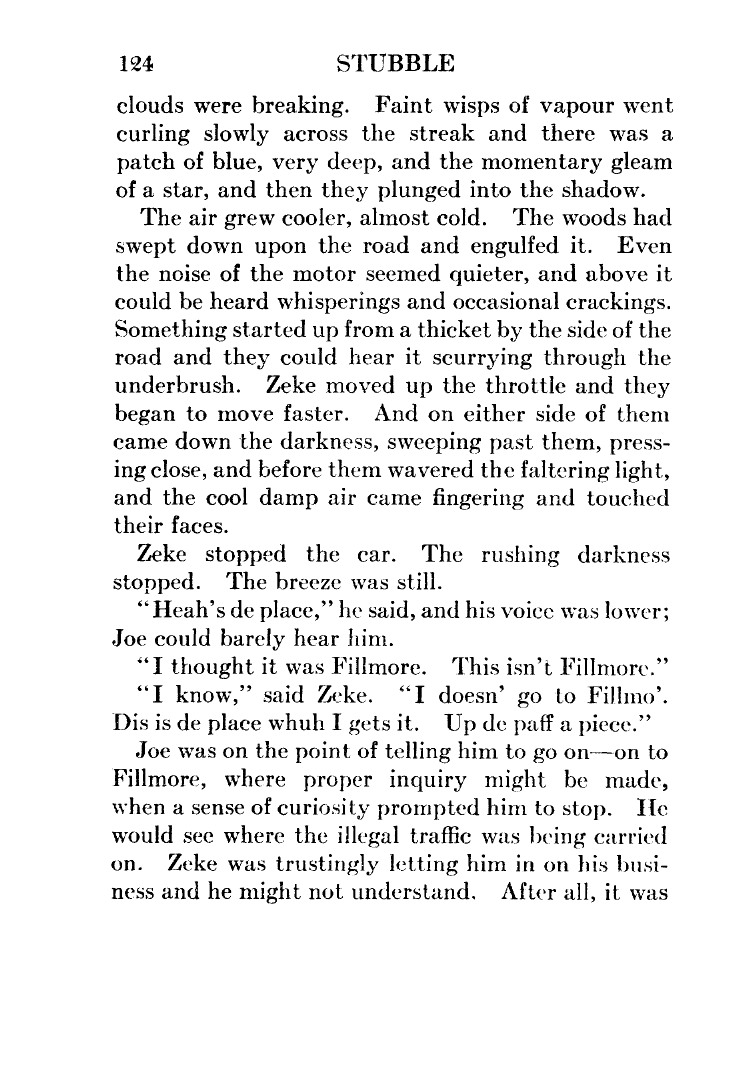 124 STUBBLE
clouds were breaking. Faint wisps of vapour went
curling slowly across the streak and there was a
patch of blue, very deep, and the momentary gleam
of a star, and then they plunged into the shadow.
The air grew cooler, almost cold. The woods had
swept down upon the road and engulfed it. Even
the noise of the motor seemed quieter, and above it
could be heard whisperings and occasional crackings.
Something started up from a thicket by the side of the
road and they could hear it scurrying through the
underbrush. Zeke moved up the throttle and they
began to move faster. And on either side of them
came down the darkness, sweeping past them, press-
ing close, and before them wavered the faltering light,
and the cool damp air came fingering and touched
their faces.
Zeke stopped the car. The rushing darkness
stopped. The breeze was still.
"Heah's de place," he said, and his voice was lower;
Joe could barely hear him.
"I thought it was Fillmore. This isn't Fillmore."
"I know," said Zeke. "I doesn' go to Fillmo'.
Dis is de place whuh I gets it. Up de paff a piece."
Joe was on the point of telling him to go on—on to
Fillmore, where proper inquiry might be made,
when a sense of curiosity prompted him to stop. He
would see where the illegal traffic was being carried
on. Zeke was trustingly letting him in on his busi-
ness and he might not understand. After all, it was